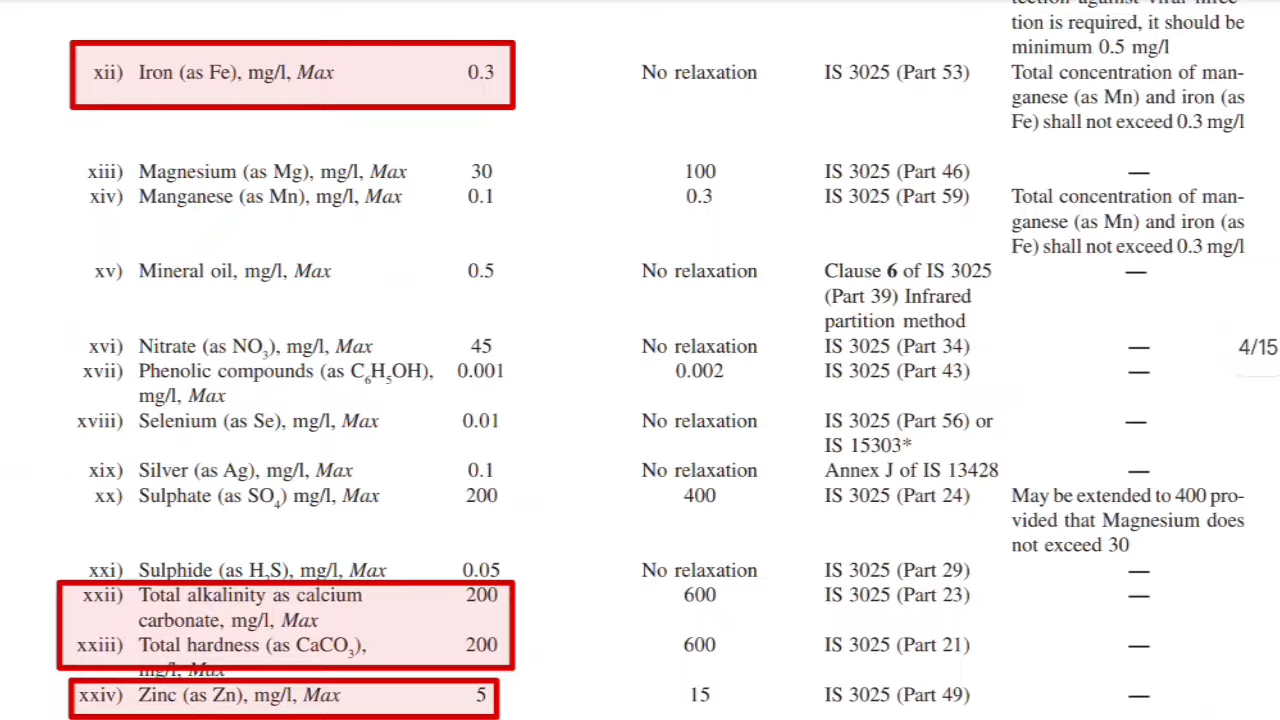 tection against viral infec-
tion is required, it should be
minimum 0.5 mg/l
xii) Iron (as Fe), mg/l, Max 0.3 No relaxation IS 3025 (Part 53) Total concentration of man-
ganese (as Mn) and iron (as
Fe) shall not exceed 0.3 mg/l
xiii) Magnesium (as Mg), mg/l, Max 30 100 IS 3025 (Part 46) —
xiv) Manganese (as Mn), mg/l, Max 0.1 0.3 IS 3025 (Part 59) Total concentration of man-
ganese (as Mn) and iron (as
Fe) shall not exceed 0.3 mg/l
xv) Mineral oil, mg/l, Max 0.5 No relaxation Clause 6 of IS 3025 —
(Part 39) Infrared
partition method
xvi) Nitrate (as NO3), mg/l, Max 45 No relaxation IS 3025 (Part 34) —
4/15
xvii) Phenolic compounds (as C6H5OH), 0.001 0.002 IS 3025 (Part 43) —
mg/l, Max
xviii) Selenium (as Se), mg/l, Max 0.01 No relaxation IS 3025 (Part 56) or —
IS 15303*
xix) Silver (as Ag), mg/l, Max 0.1 No relaxation Annex J of IS 13428 —
xx) Sulphate (as SO4) mg/l, Max 200 400 IS 3025 (Part 24) May be extended to 400 pro-
vided that Magnesium does
not exceed 30
xxi) Sulphide (as H2S), mg/l, Max 0.05 No relaxation IS 3025 (Part 29) —
xxii) Total alkalinity as calcium 200 600 IS 3025 (Part 23) —
carbonate, mg/l, Max
xxiii) Total hardness (as CaCO3), 200 600 IS 3025 (Part 21) —
mg/l, Max
xxiv) Zinc (as Zn), mg/l, Max 5 15 IS 3025 (Part 49) —